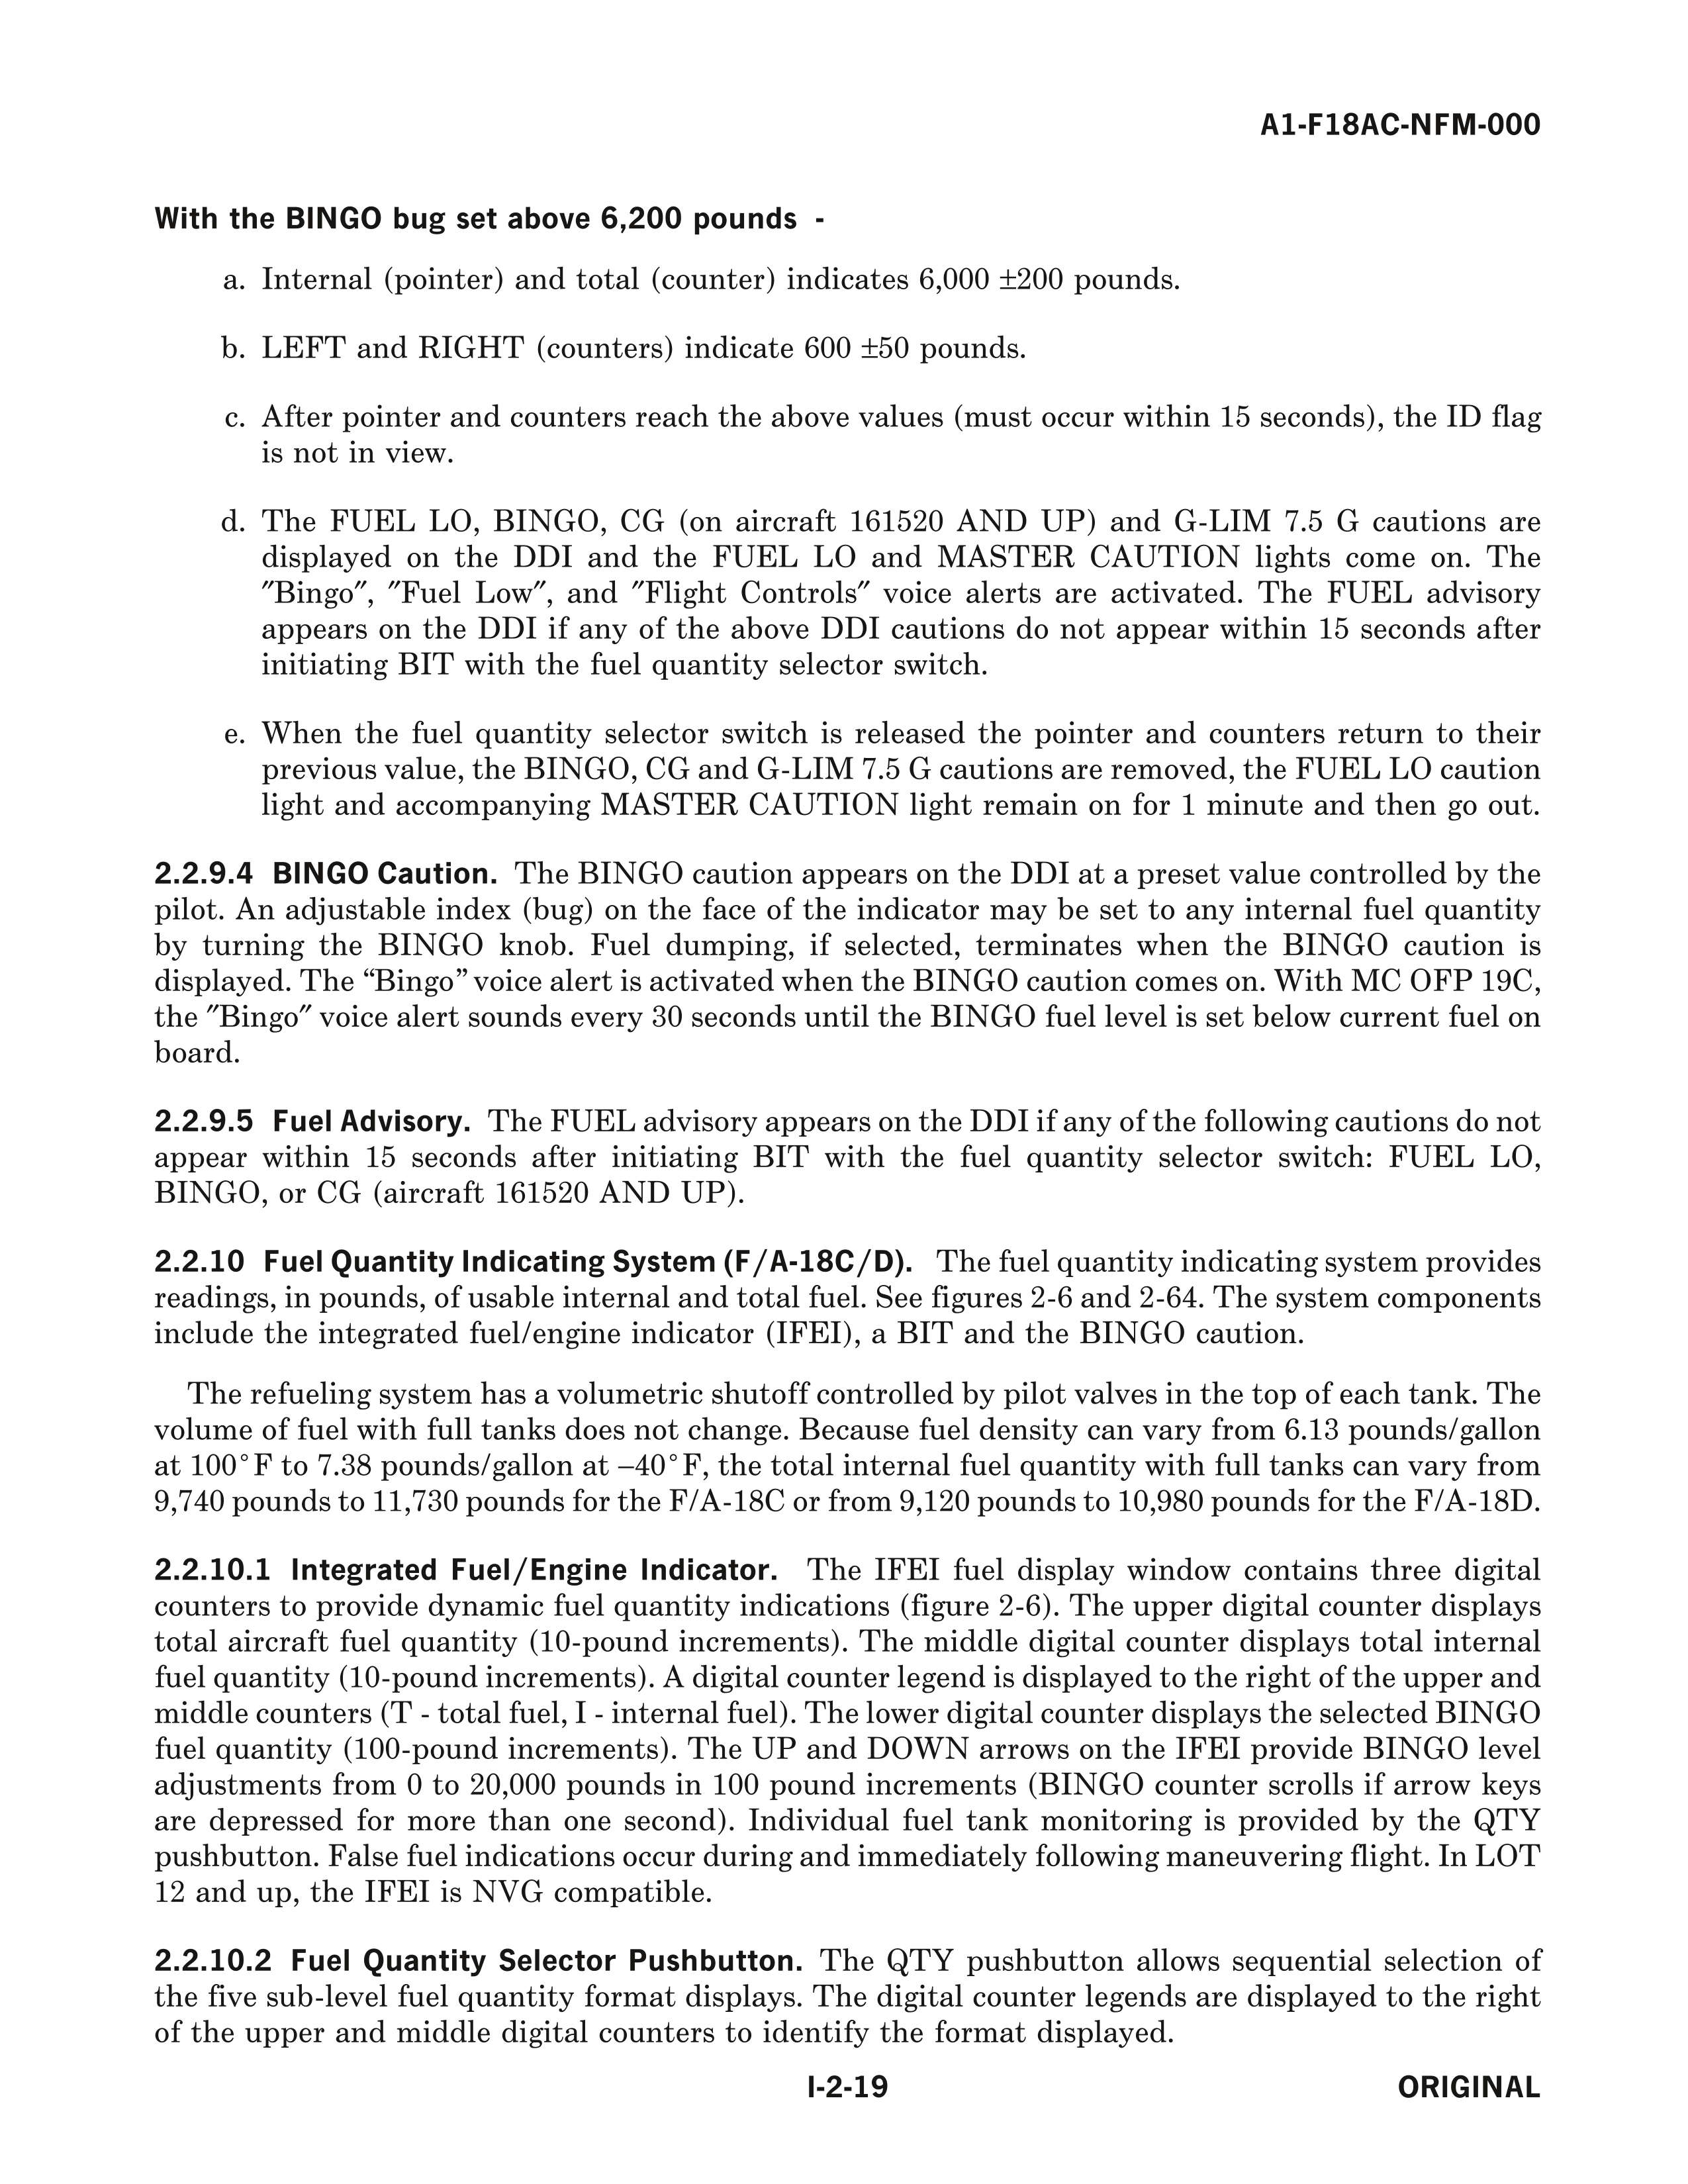 A1-F18AC-NFM-000
With the BINGO bug set above 6,200 pounds -
a. Internal (pointer) and total (counter) indicates 6,000 ±200 pounds.
b. LEFT and RIGHT (counters) indicate 600 ±50 pounds.
c. After pointer and counters reach the above values (must occur within 15 seconds), the ID flag
is not in view.
d. The FUEL LO, BINGO, CG (on aircraft 161520 AND UP) and G-LIM 7.5 G cautions are
displayed on the DDI and the FUEL LO and MASTER CAUTION lights come on. The
″Bingo″, ″Fuel Low″, and ″Flight Controls″ voice alerts are activated. The FUEL advisory
appears on the DDI if any of the above DDI cautions do not appear within 15 seconds after
initiating BIT with the fuel quantity selector switch.
e. When the fuel quantity selector switch is released the pointer and counters return to their
previous value, the BINGO, CG and G-LIM 7.5 G cautions are removed, the FUEL LO caution
light and accompanying MASTER CAUTION light remain on for 1 minute and then go out.
2.2.9.4 BINGO Caution. The BINGO caution appears on the DDI at a preset value controlled by the
pilot. An adjustable index (bug) on the face of the indicator may be set to any internal fuel quantity
by turning the BINGO knob. Fuel dumping, if selected, terminates when the BINGO caution is
displayed. The “Bingo” voice alert is activated when the BINGO caution comes on. With MC OFP 19C,
the ″Bingo″ voice alert sounds every 30 seconds until the BINGO fuel level is set below current fuel on
board.
2.2.9.5 Fuel Advisory. The FUEL advisory appears on the DDI if any of the following cautions do not
appear within 15 seconds after initiating BIT with the fuel quantity selector switch: FUEL LO,
BINGO, or CG (aircraft 161520 AND UP).
2.2.10 Fuel Quantity Indicating System (F/A-18C/D). The fuel quantity indicating system provides
readings, in pounds, of usable internal and total fuel. See figures 2-6 and 2-64. The system components
include the integrated fuel/engine indicator (IFEI), a BIT and the BINGO caution.
The refueling system has a volumetric shutoff controlled by pilot valves in the top of each tank. The
volume of fuel with full tanks does not change. Because fuel density can vary from 6.13 pounds/gallon
at 100°F to 7.38 pounds/gallon at –40°F, the total internal fuel quantity with full tanks can vary from
9,740 pounds to 11,730 pounds for the F/A-18C or from 9,120 pounds to 10,980 pounds for the F/A-18D.
2.2.10.1 Integrated Fuel/Engine Indicator. The IFEI fuel display window contains three digital
counters to provide dynamic fuel quantity indications (figure 2-6). The upper digital counter displays
total aircraft fuel quantity (10-pound increments). The middle digital counter displays total internal
fuel quantity (10-pound increments). A digital counter legend is displayed to the right of the upper and
middle counters (T - total fuel, I - internal fuel). The lower digital counter displays the selected BINGO
fuel quantity (100-pound increments). The UP and DOWN arrows on the IFEI provide BINGO level
adjustments from 0 to 20,000 pounds in 100 pound increments (BINGO counter scrolls if arrow keys
are depressed for more than one second). Individual fuel tank monitoring is provided by the QTY
pushbutton. False fuel indications occur during and immediately following maneuvering flight. In LOT
12 and up, the IFEI is NVG compatible.
2.2.10.2 Fuel Quantity Selector Pushbutton. The QTY pushbutton allows sequential selection of
the five sub-level fuel quantity format displays. The digital counter legends are displayed to the right
of the upper and middle digital counters to identify the format displayed.
I-2-19
ORIGINAL